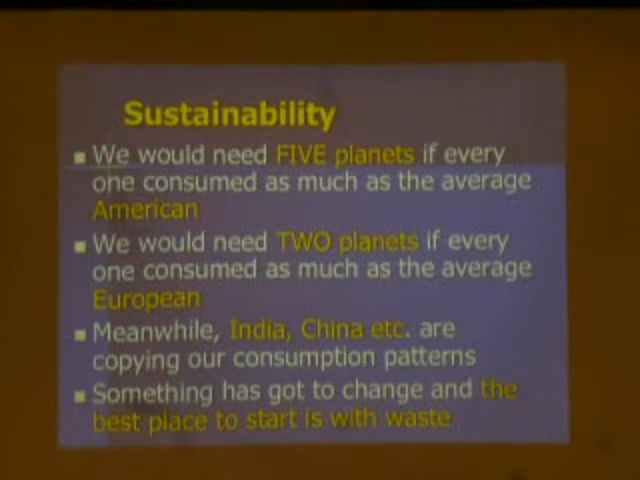 Sustainability
We would need FIVE planets if every
one consumed as much as the average
American
We would need TWO planets if every
one consumed as much as the average
European
Meanwhile, India, China etc. are
copying our consumption patterns
Something has got to change and the
best place to start is with waste